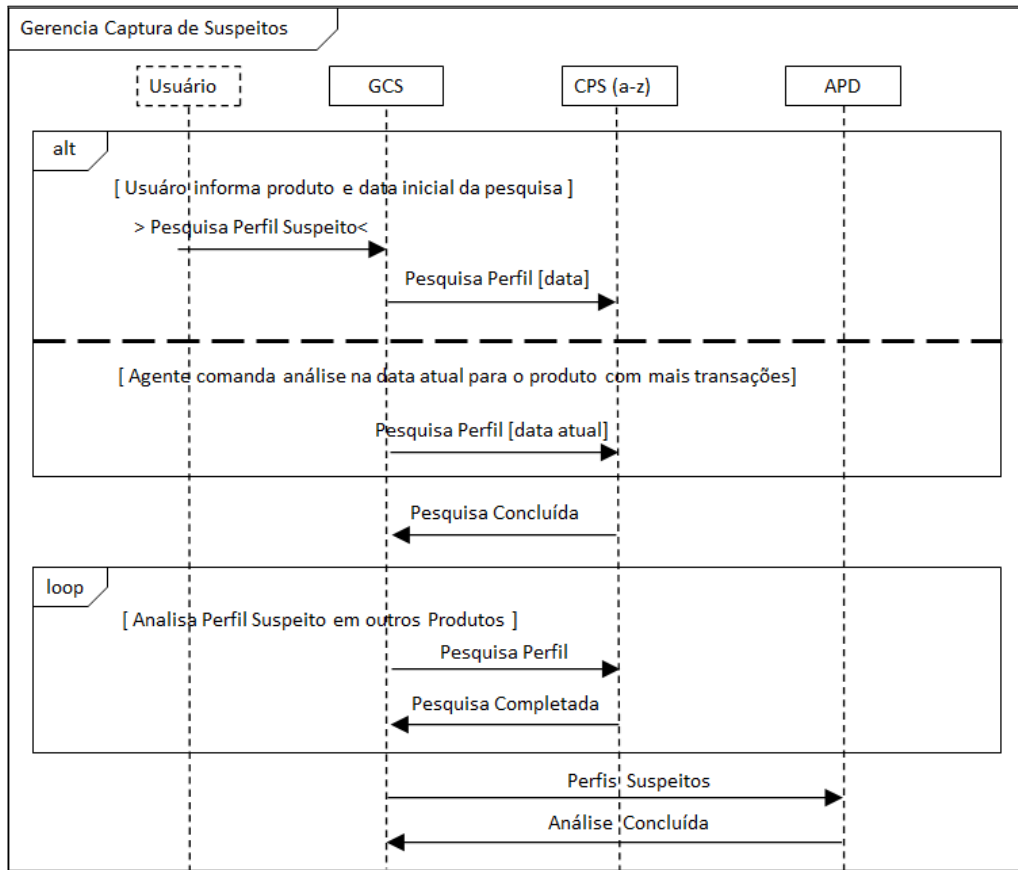 Gerencia Captura de Suspeitos
Usuário
GCS
CPS (a-z)
APD
alt
[ Usuáro informa produto e data inicial da pesquisa ]
> Pesquisa Perfil Suspeito<
Pesquisa Perfil [data]
[ Agente comanda análise na data atual para o produto com mais transações]
Pesquisa Perfil [data atual]
Pesquisa Concluída
loop
[ Analisa Perfil Suspeito em outros Produtos ]
Pesquisa Perfil
Pesquisa Completada
Perfis Suspeitos
Análise Concluída